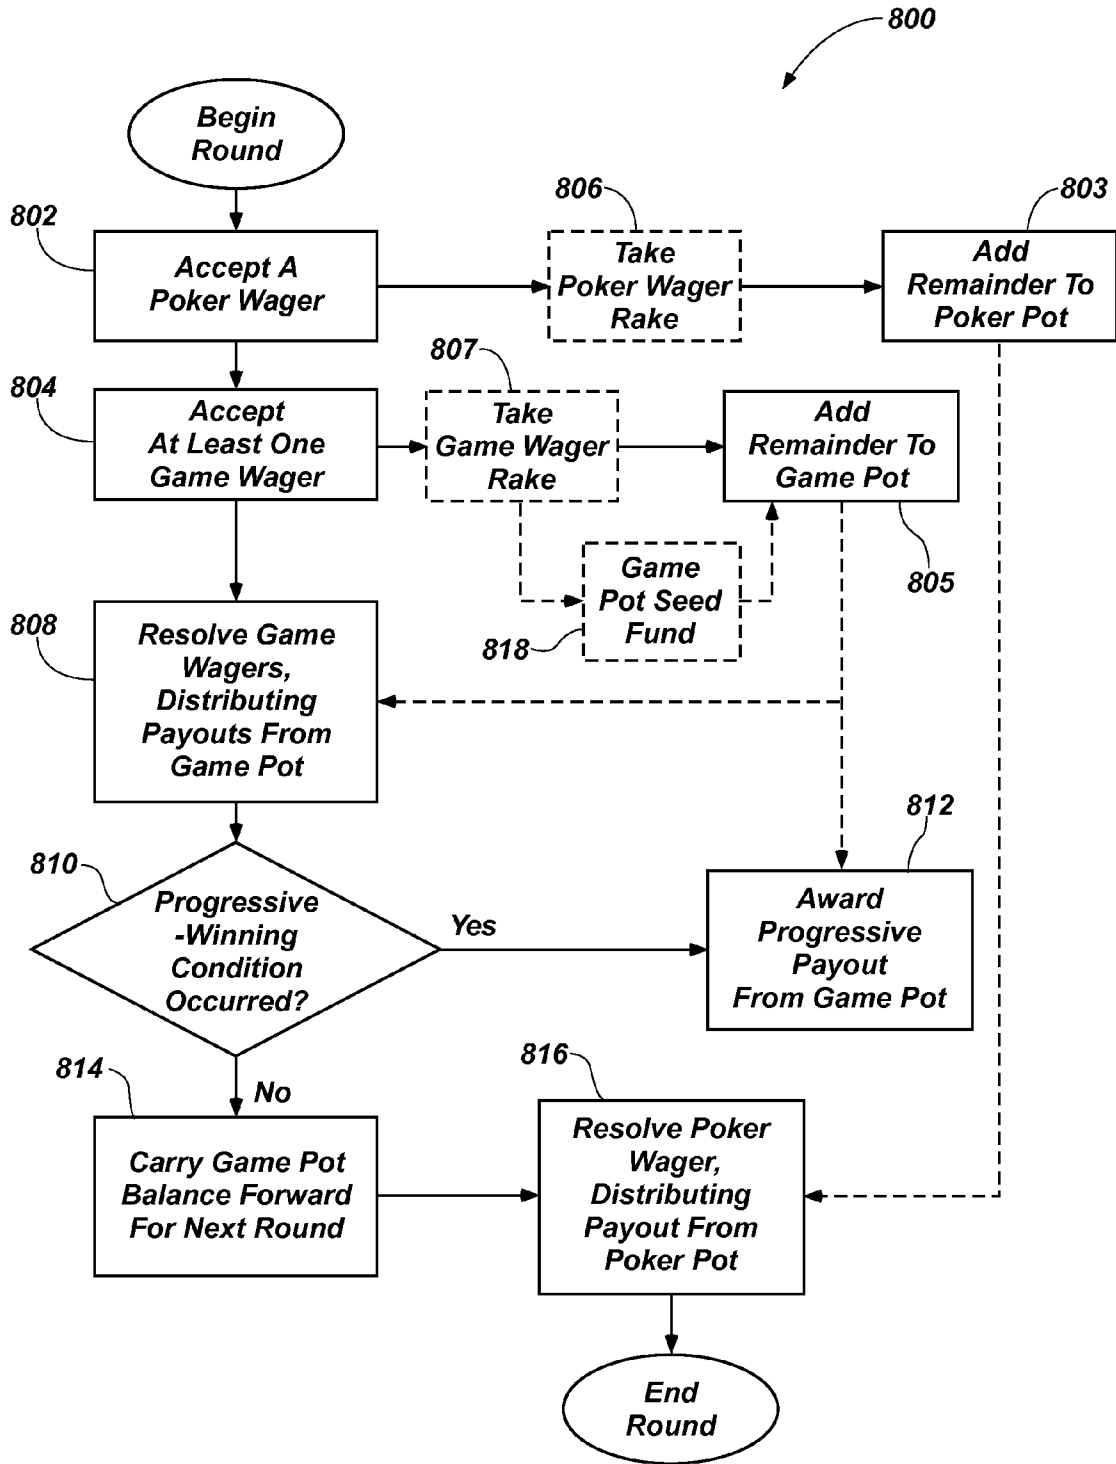 800
Begin
Round
802
Accept A
Poker Wager
806
Take
Poker Wager
Rake
803
Add
Remainder To
Poker Pot
804
Accept
At Least One
Game Wager
807
Take
Game Wager
Rake
Add
Remainder To
Game Pot
805
Game
Pot Seed
Fund
818
808
Resolve Game
Wagers,
Distributing
Payouts From
Game Pot
810
Progressive
-Winning
Condition
Occurred?
Yes
812
Award
Progressive
Payout
From Game Pot
No
814
Carry Game Pot
Balance Forward
For Next Round
816
Resolve Poker
Wager,
Distributing
Payout From
Poker Pot
End
Round